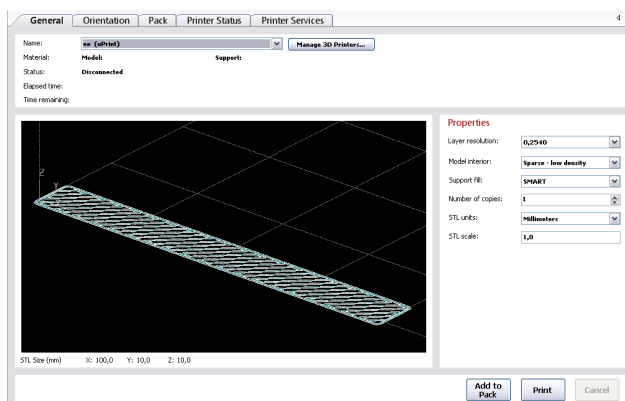 General Orientation Pack Printer Status Printer Services
Name: ee (uPrint) Manage 3D Printers...
Material: Model: Support:
Status: Disconnected
Elapsed time:
Time remaining:
Z
Y
Properties
Layer resolution: 0,2540
Model interior: Sparse - low density
Support fill: SMART
Number of copies: 1
STL units: Millimeters
STL scale: 1,0
STL Size (mm) X: 100,0 Y: 10,0 Z: 10,0
Add to
Pack
Print
Cancel